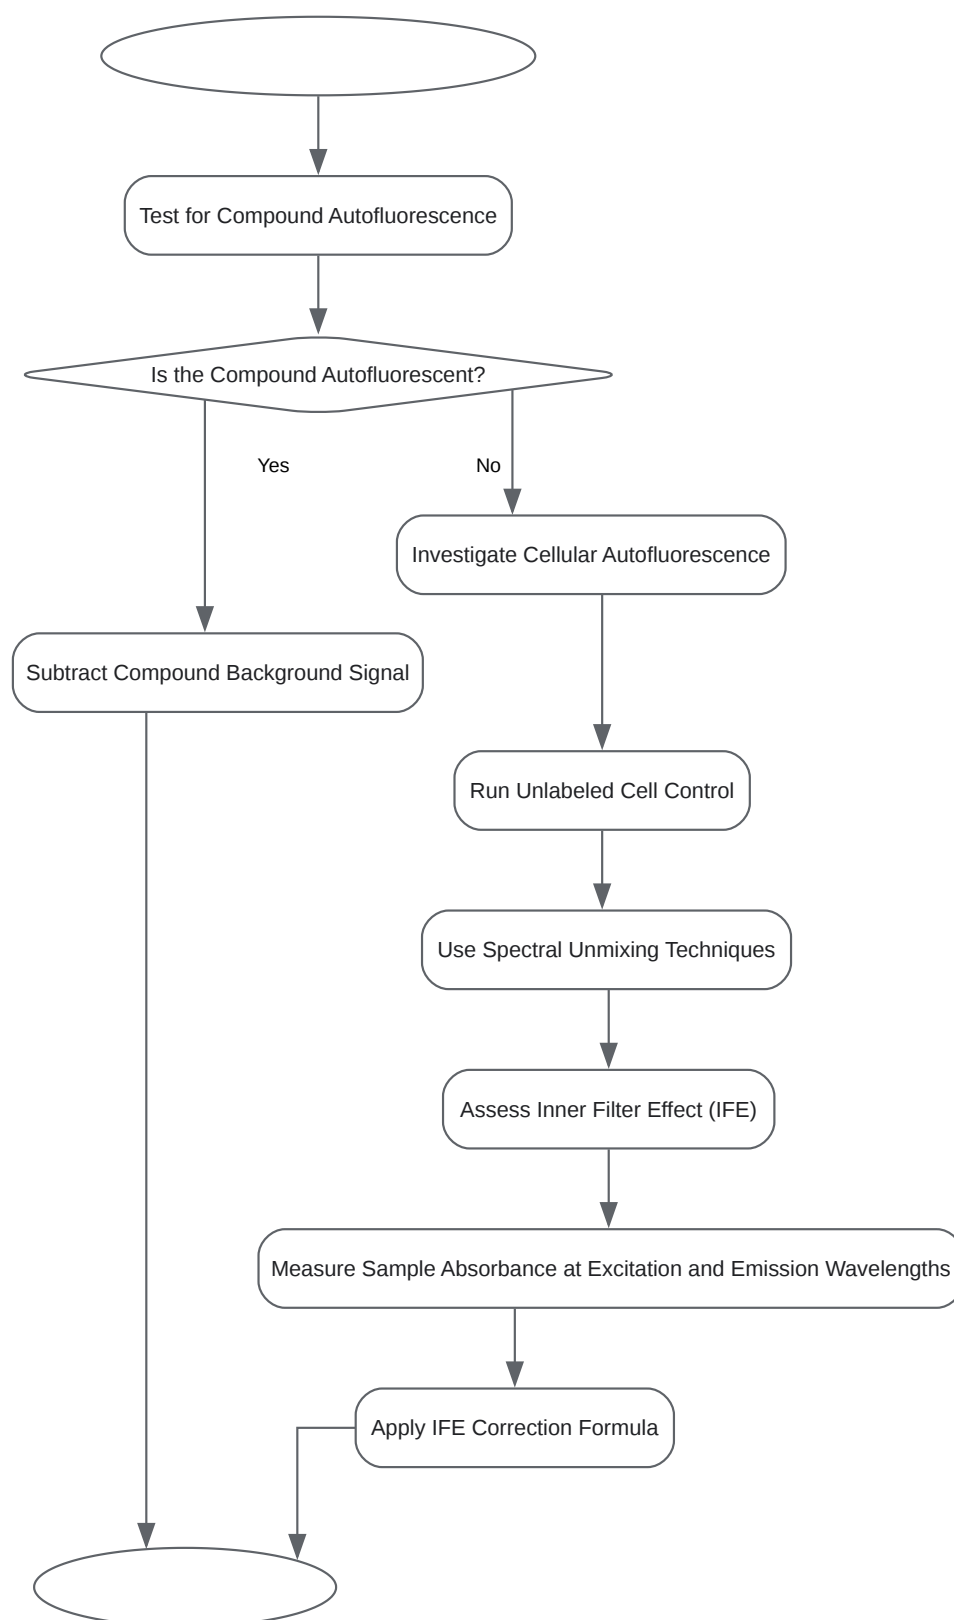 Test for Compound Autofluorescence
Is the Compound Autofluorescent?
Yes
No
Investigate Cellular Autofluorescence
Subtract Compound Background Signal
Run Unlabeled Cell Control
Use Spectral Unmixing Techniques
Assess Inner Filter Effect (IFE)
Measure Sample Absorbance at Excitation and Emission Wavelengths
Apply IFE Correction Formula